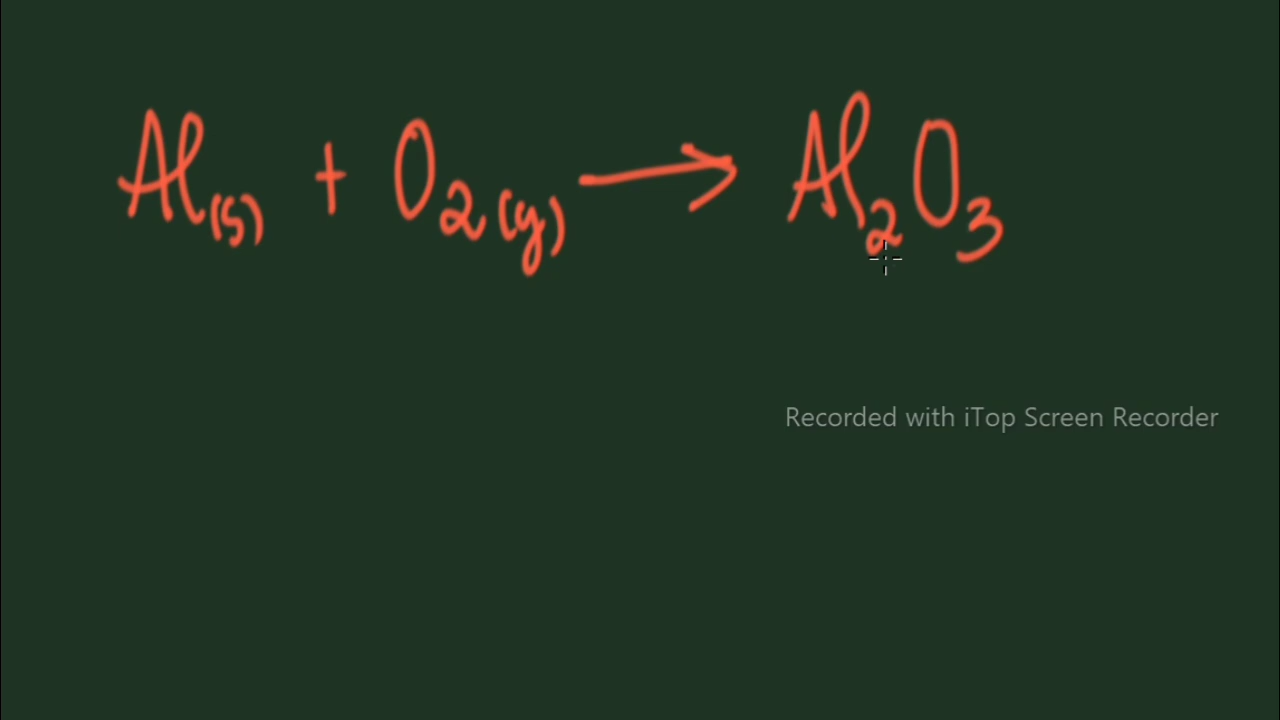 Al(s) + O2(g) → Al2O3
Recorded with iTop Screen Recorder